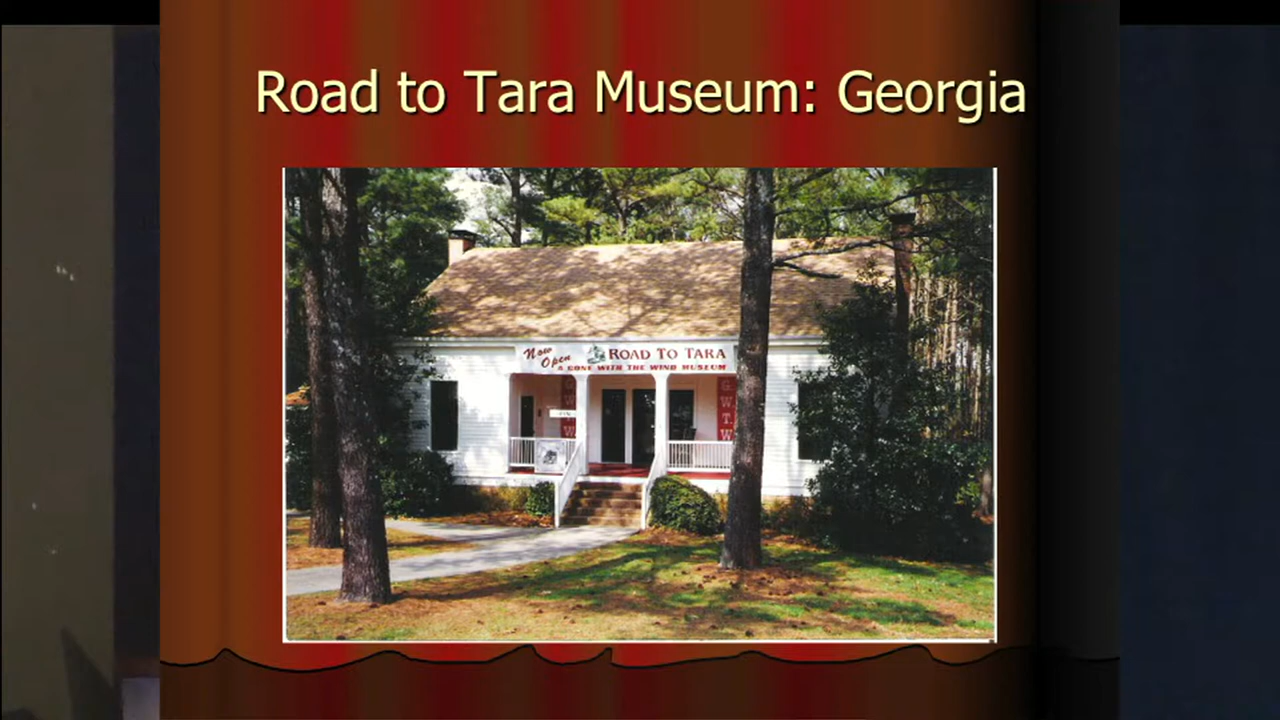 Road to Tara Museum: Georgia
Now
Open
ROAD TO TARA
A GONE WITH THE WIND MUSEUM
G.
W.
T.
W